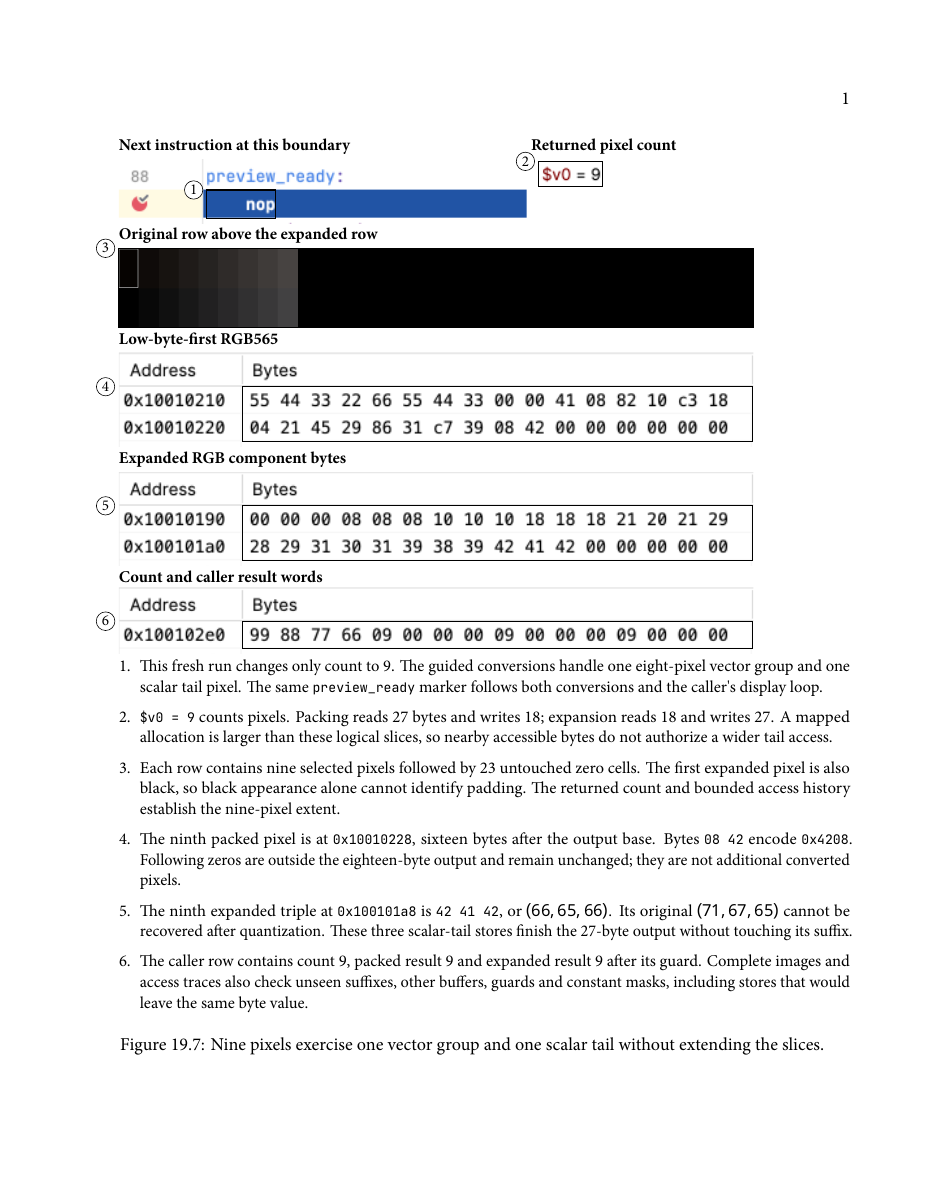 1
Next instruction at this boundary
Returned pixel count
88 preview_ready:
① nop
② $v0 = 9
Original row above the expanded row
③
Low-byte-first RGB565
Address Bytes
④
0x10010210 55 44 33 22 66 55 44 33 00 00 41 08 82 10 c3 18
0x10010220 04 21 45 29 86 31 c7 39 08 42 00 00 00 00 00 00
Expanded RGB component bytes
Address Bytes
⑤
0x10010190 00 00 00 08 08 08 10 10 10 18 18 18 21 20 21 29
0x100101a0 28 29 31 30 31 39 38 39 42 41 42 00 00 00 00 00
Count and caller result words
Address Bytes
⑥
0x100102e0 99 88 77 66 09 00 00 00 09 00 00 00 09 00 00 00
1. This fresh run changes only count to 9. The guided conversions handle one eight-pixel vector group and one
scalar tail pixel. The same preview_ready marker follows both conversions and the caller's display loop.
2. $v0 = 9 counts pixels. Packing reads 27 bytes and writes 18; expansion reads 18 and writes 27. A mapped
allocation is larger than these logical slices, so nearby accessible bytes do not authorize a wider tail access.
3. Each row contains nine selected pixels followed by 23 untouched zero cells. The first expanded pixel is also
black, so black appearance alone cannot identify padding. The returned count and bounded access history
establish the nine-pixel extent.
4. The ninth packed pixel is at 0x10010228, sixteen bytes after the output base. Bytes 08 42 encode 0x4208.
Following zeros are outside the eighteen-byte output and remain unchanged; they are not additional converted
pixels.
5. The ninth expanded triple at 0x100101a8 is 42 41 42, or (66, 65, 66). Its original (71, 67, 65) cannot be
recovered after quantization. These three scalar-tail stores finish the 27-byte output without touching its suffix.
6. The caller row contains count 9, packed result 9 and expanded result 9 after its guard. Complete images and
access traces also check unseen suffixes, other buffers, guards and constant masks, including stores that would
leave the same byte value.
Figure 19.7: Nine pixels exercise one vector group and one scalar tail without extending the slices.